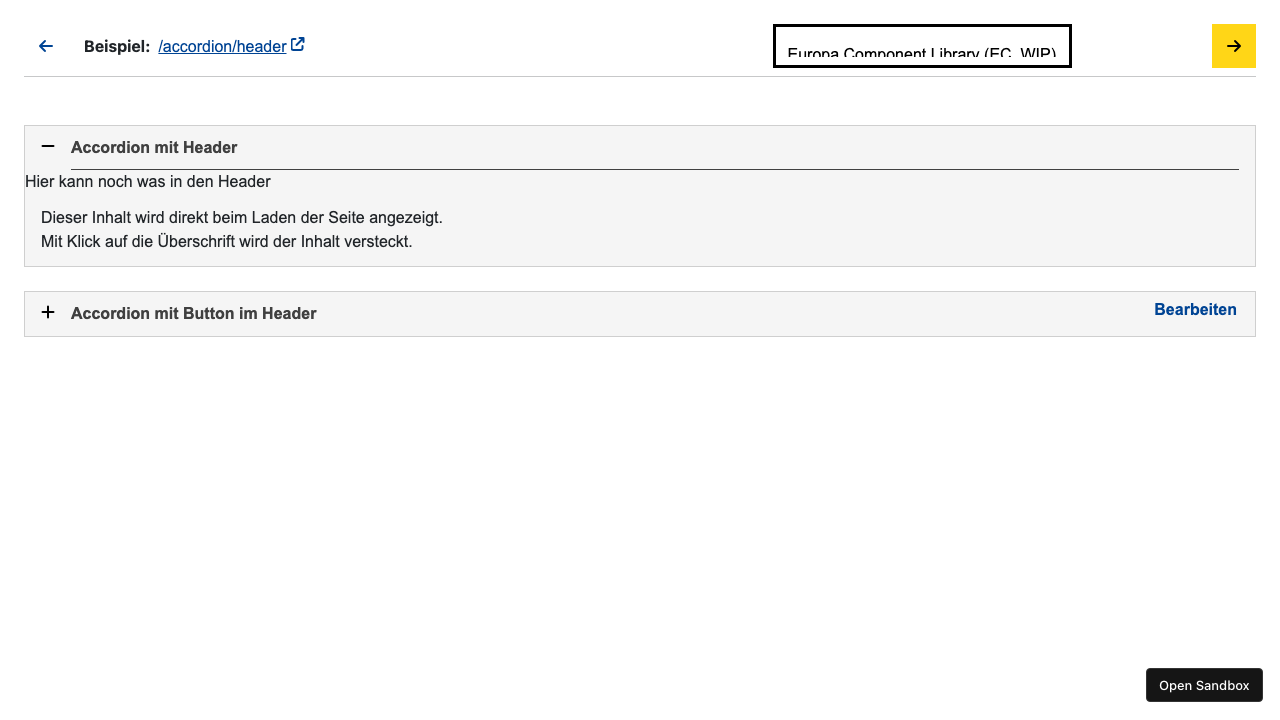 Beispiel: /accordion/header
Europa Component Library (EC, WIP)
Accordion mit Header
Hier kann noch was in den Header
Dieser Inhalt wird direkt beim Laden der Seite angezeigt.
Mit Klick auf die Überschrift wird der Inhalt versteckt.
Accordion mit Button im Header
Bearbeiten
Open Sandbox